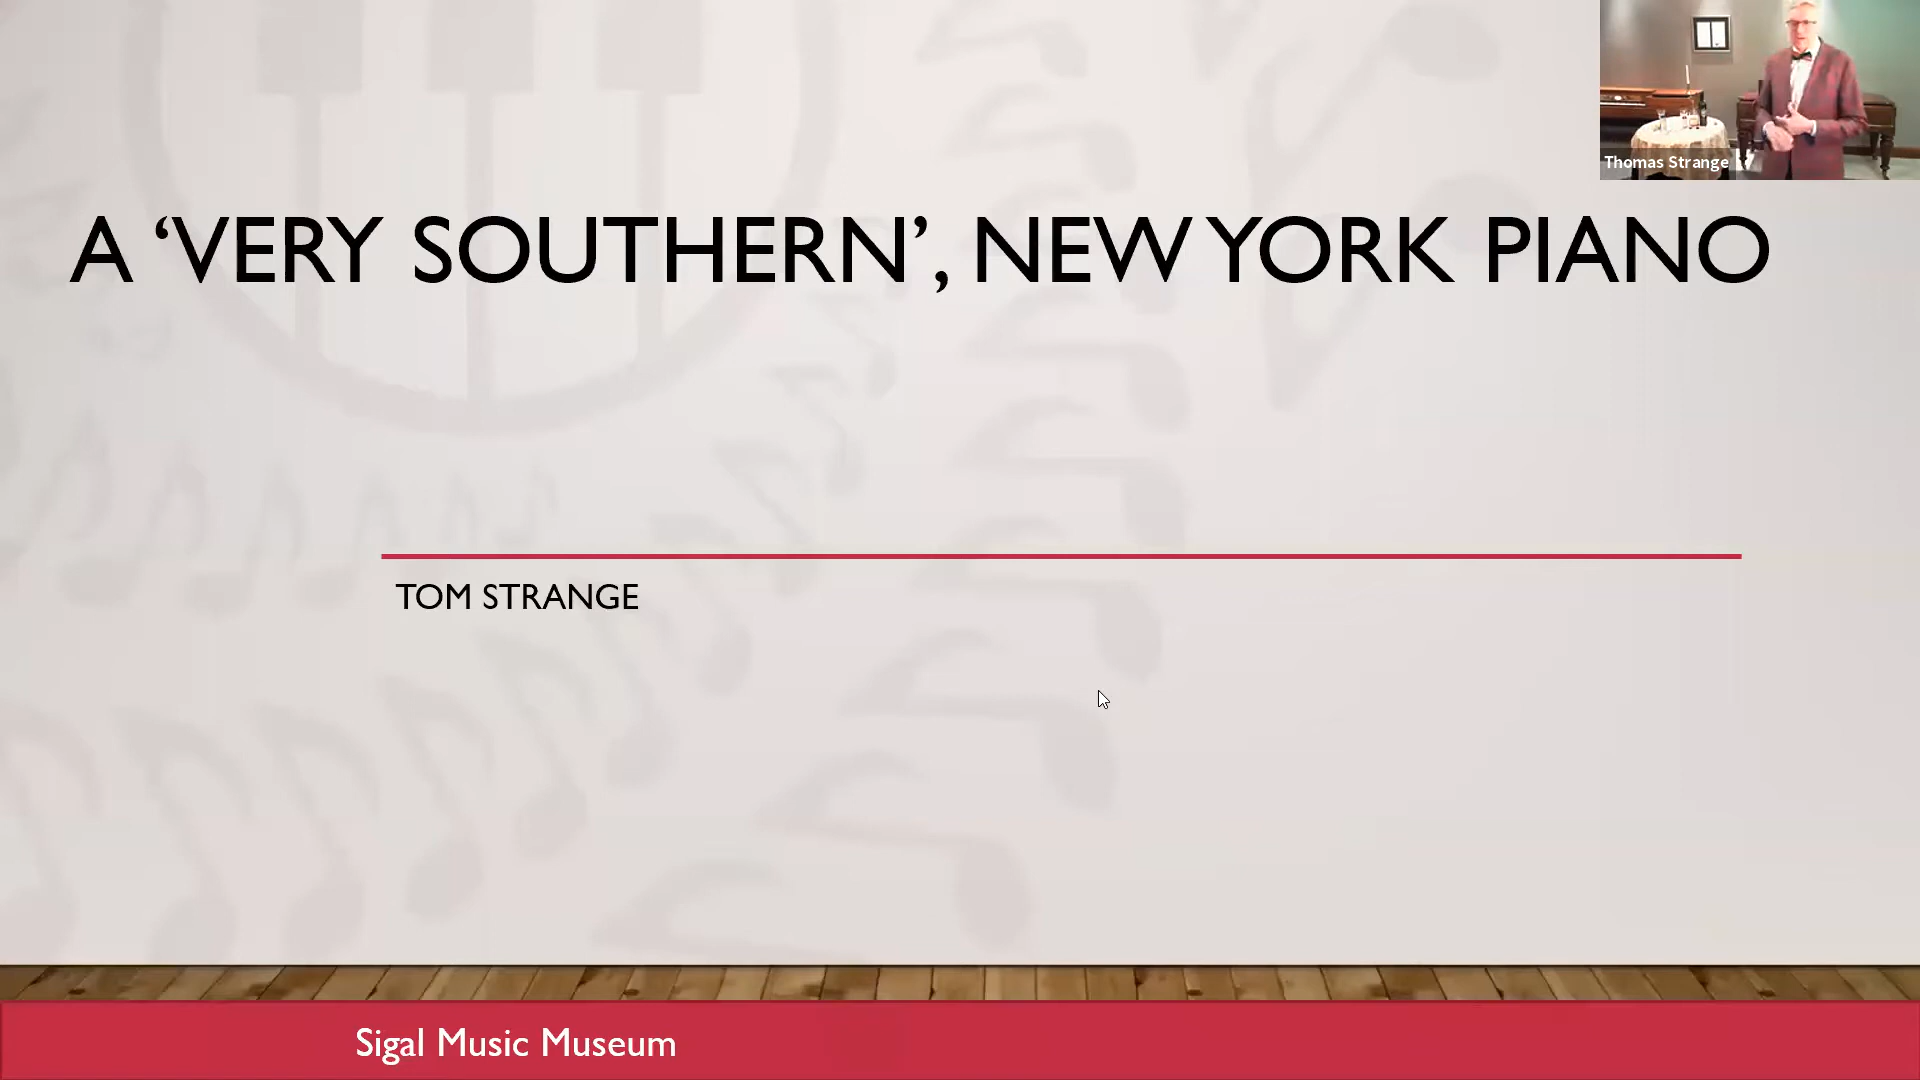 Thomas Strange
A ‘VERY SOUTHERN’, NEW YORK PIANO
TOM STRANGE
Sigal Music Museum